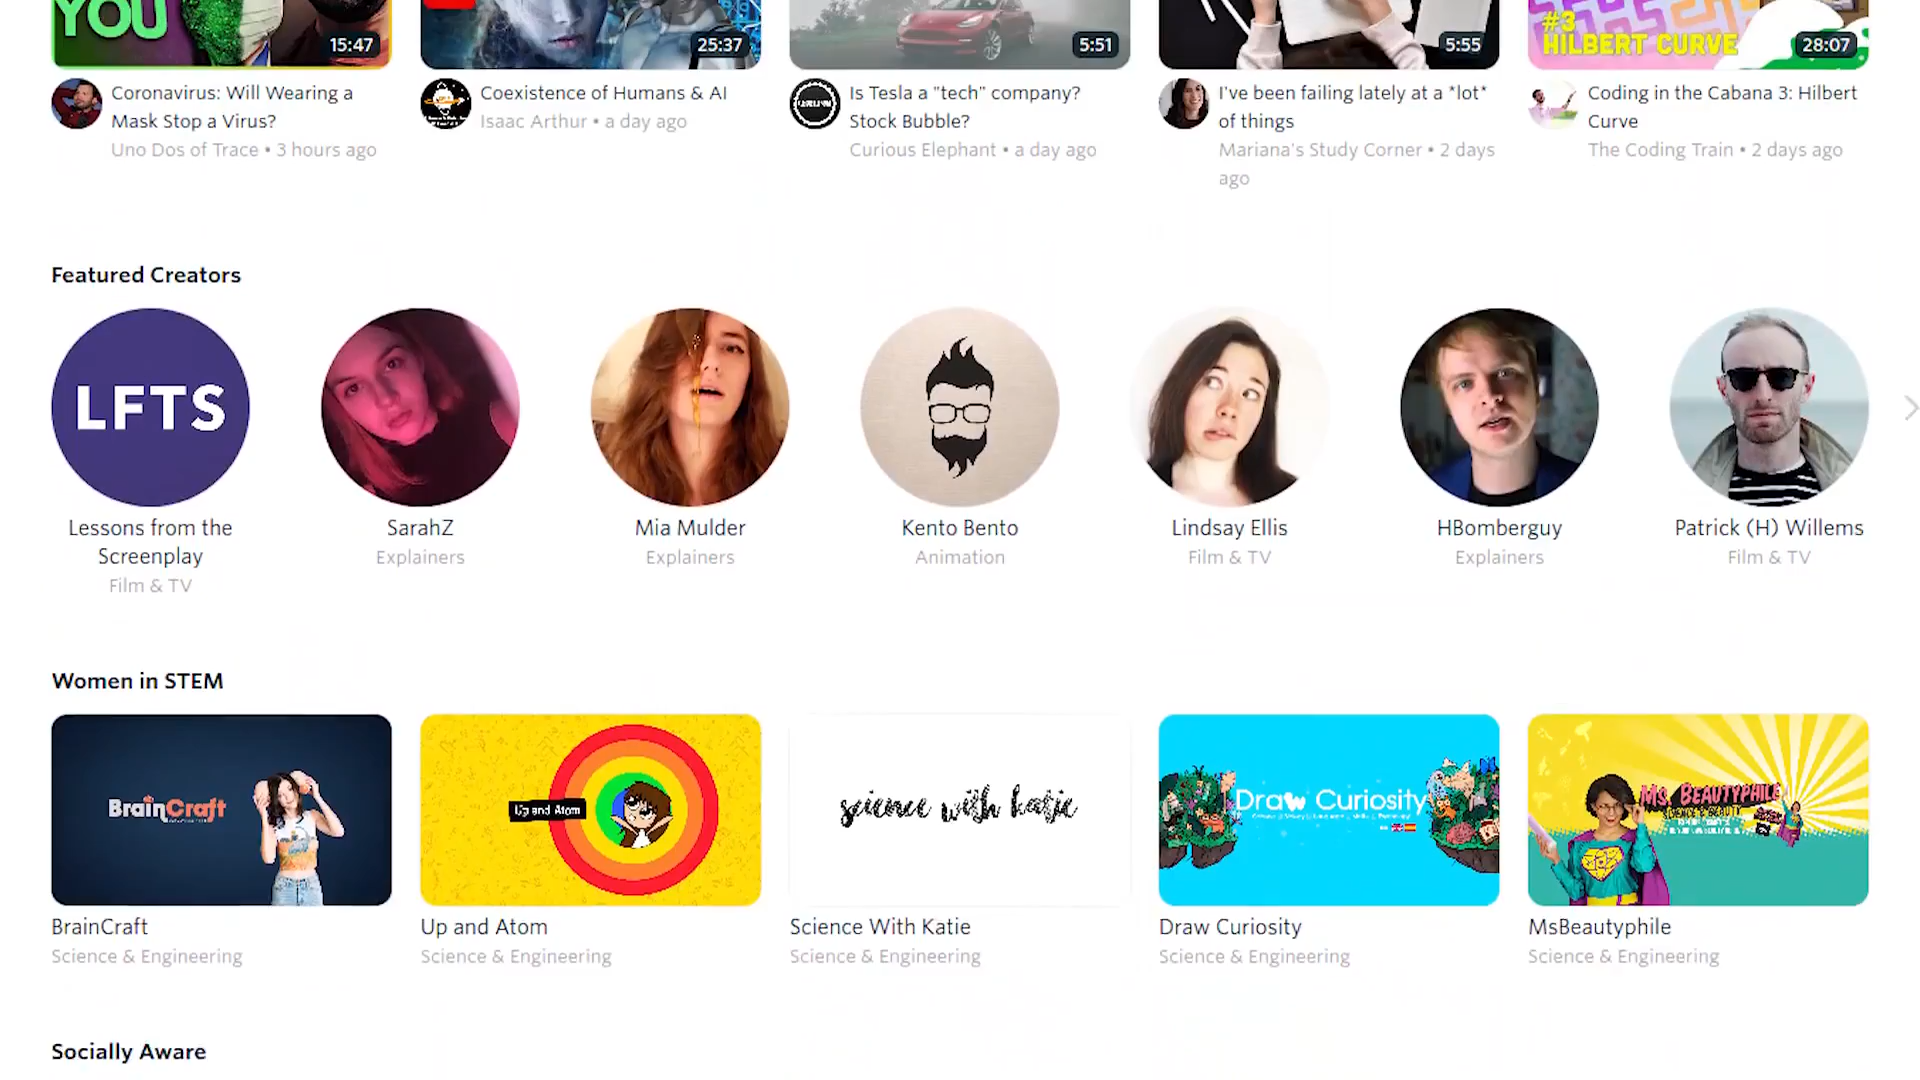 YOU
15:47
25:37
5:51
5:55
#3
HILBERT CURVE
28:07
Coronavirus: Will Wearing a
Mask Stop a Virus?
Uno Dos of Trace • 3 hours ago
Coexistence of Humans & AI
Isaac Arthur • a day ago
Is Tesla a "tech" company?
Stock Bubble?
Curious Elephant • a day ago
I've been failing lately at a *lot*
of things
Mariana's Study Corner • 2 days
ago
Coding in the Cabana 3: Hilbert
Curve
The Coding Train • 2 days ago
Featured Creators
LFTS
Lessons from the
Screenplay
Film & TV
SarahZ
Explainers
Mia Mulder
Explainers
Kento Bento
Animation
Lindsay Ellis
Film & TV
HBomberguy
Explainers
Patrick (H) Willems
Film & TV
Women in STEM
BrainCraft
Up and Atom
science with katie
Draw Curiosity
MS. BEAUTYPHILE
BrainCraft
Science & Engineering
Up and Atom
Science & Engineering
Science With Katie
Science & Engineering
Draw Curiosity
Science & Engineering
MsBeautyphile
Science & Engineering
Socially Aware